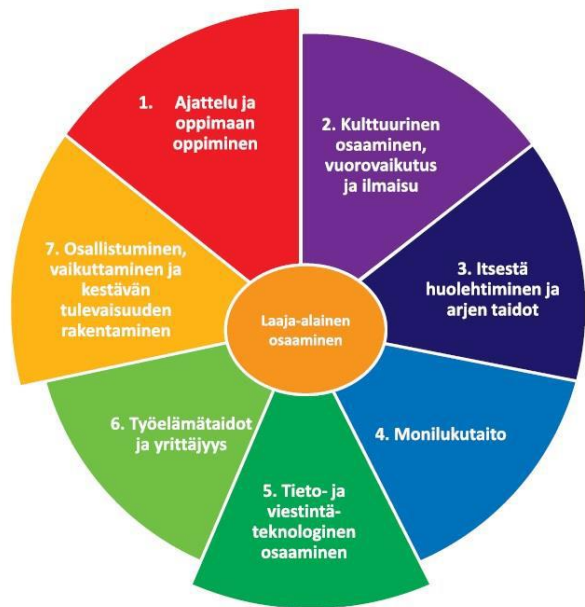 1. Ajattelu ja
oppimaan
oppiminen
2. Kulttuurinen
osaaminen,
vuorovaikutus
ja ilmaisu
3. Itsestä
huolehtiminen ja
arjen taidot
4. Monilukutaito
5. Tieto- ja
viestintä-
teknologinen
osaaminen
6. Työelämätaidot
ja yrittäjyys
7. Osallistuminen,
vaikuttaminen ja
kestävän
tulevaisuuden
rakentaminen
Laaja-alainen
osaaminen